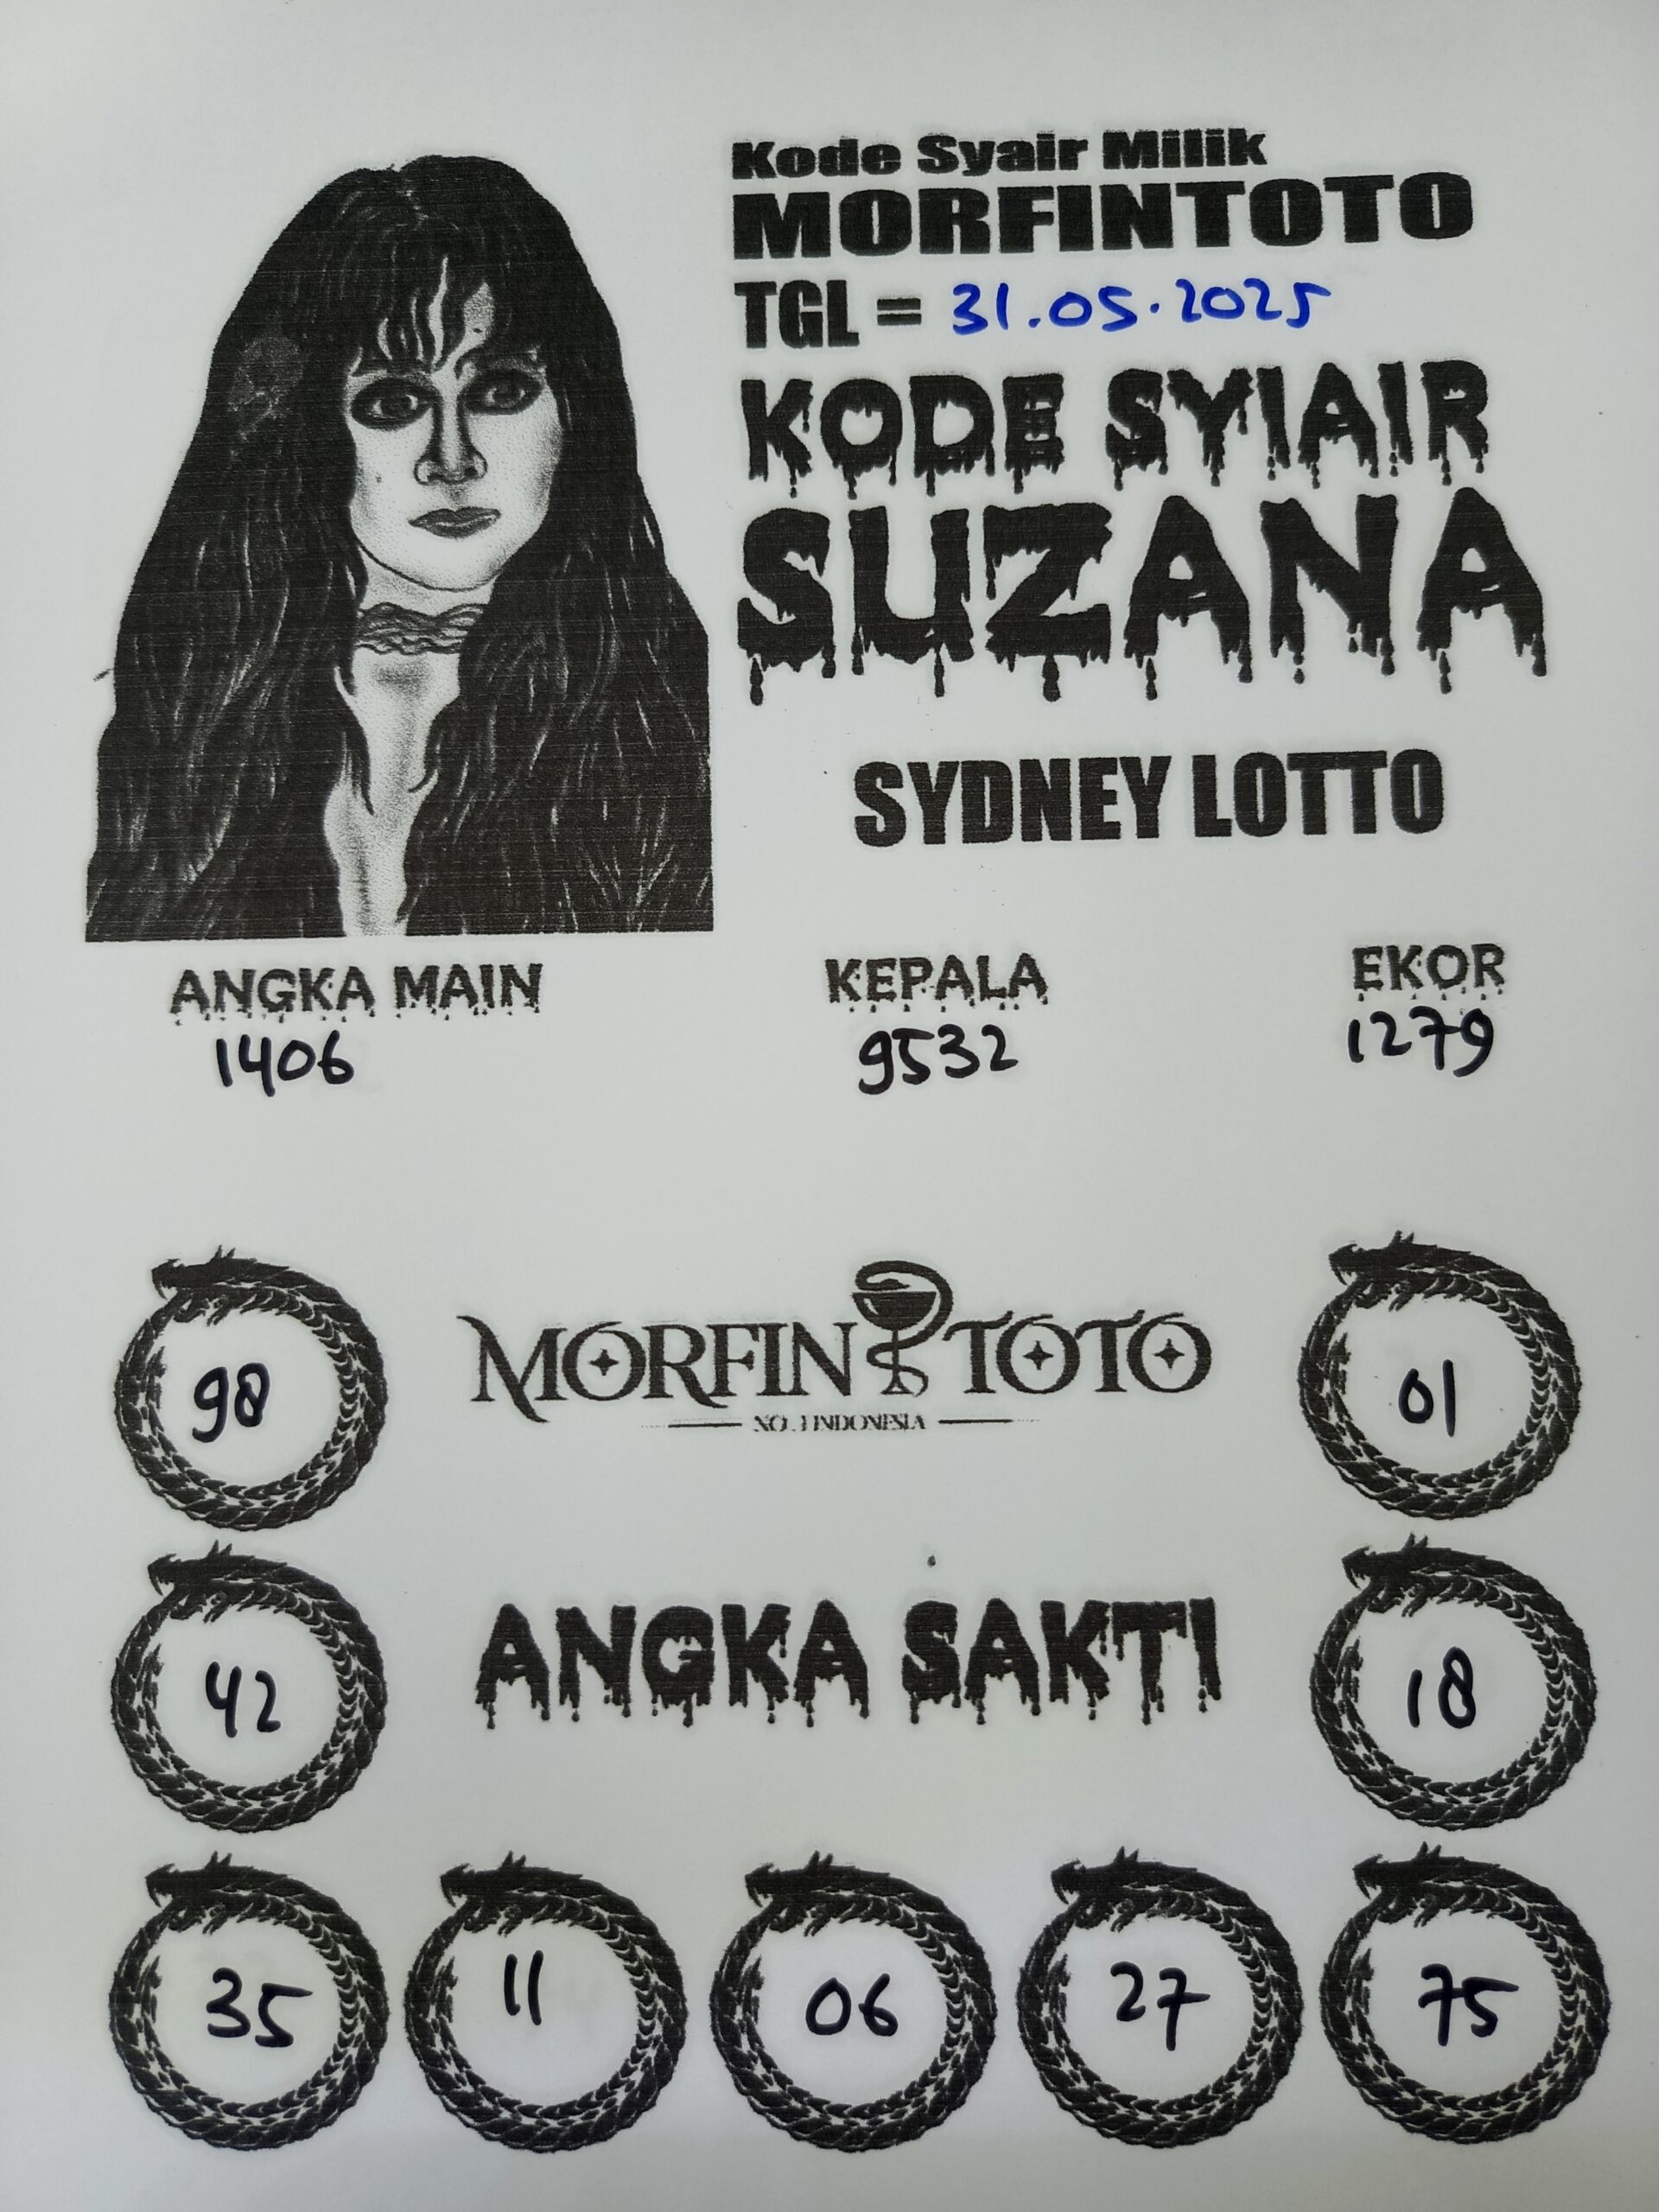 Kode Syair Milik
MORFINTOTO
TGL = 31.05.2025
KODE SYIAIR
SUZANA
SYDNEY LOTTO
ANGKA MAIN KEPALA EKOR
1406 9532 1279
MORFIN TOTO
NO.1 INDONESIA
98 01
ANGKA SAKTI
42 18
35 11 06 27 75